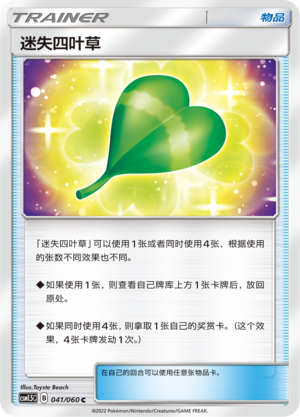 TRAINER 物品
迷失四叶草
「迷失四叶草」可以使用1张或者同时使用4张，根据使用
的张数不同效果也不同。
◆如果使用1张，则查看自己牌库上方1张卡牌后，放回
原处。
◆如果同时使用4张，则拿取1张自己的奖赏卡。（这个效
果，4张卡牌发动1次。）
在自己的回合可以使用任意张物品卡。
Illus.Toyste Beach
CSM1.5C B 041/060 C
©2022 Pokémon/Nintendo/Creatures/GAME FREAK.